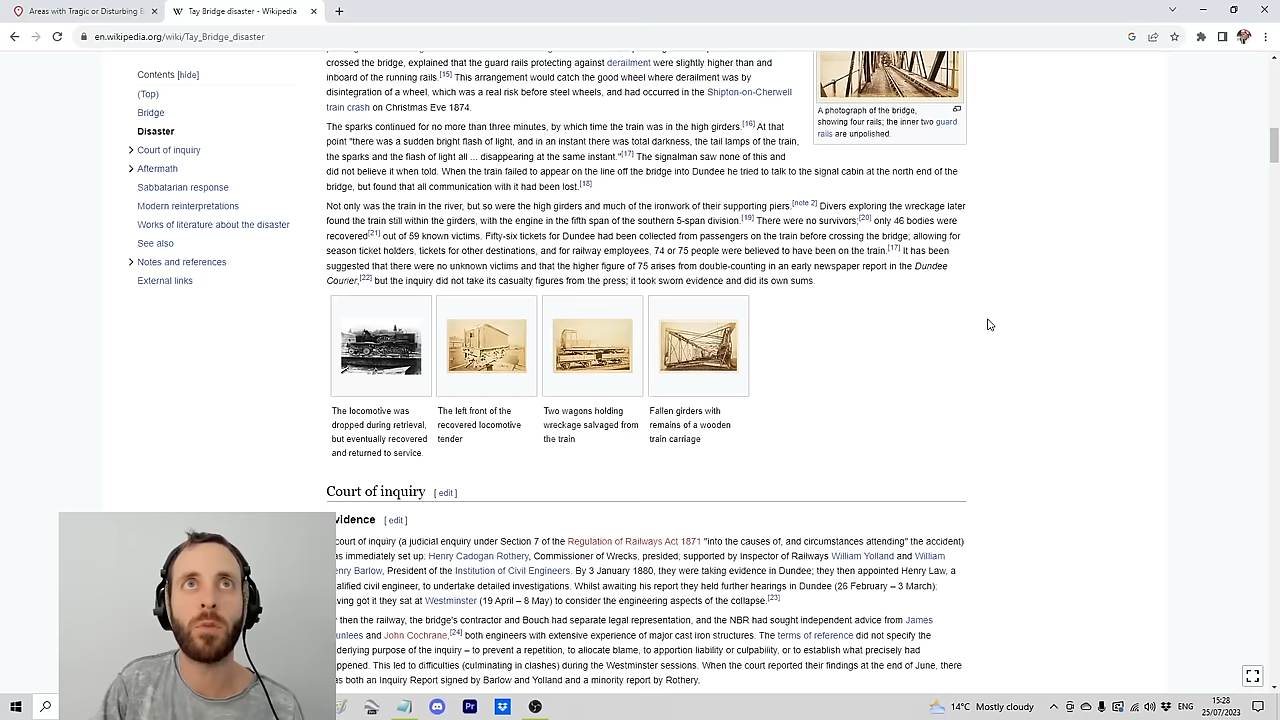 Areas with Tragic or Disturbing
Tay Bridge disaster - Wikipedia
en.wikipedia.org/wiki/Tay_Bridge_disaster
Contents [hide]
(Top)
Bridge
Disaster
Court of inquiry
Aftermath
Sabbatarian response
Modern reinterpretations
Works of literature about the disaster
See also
Notes and references
External links
crossed the bridge, explained that the guard rails protecting against derailment were slightly higher than and
inboard of the running rails.[15] This arrangement would catch the good wheel where derailment was by
disintegration of a wheel, which was a real risk before steel wheels, and had occurred in the Shipton-on-Cherwell
train crash on Christmas Eve 1874.
The sparks continued for no more than three minutes, by which time the train was in the high girders.[16] At that
point "there was a sudden bright flash of light, and in an instant there was total darkness, the tail lamps of the train,
the sparks and the flash of light all ... disappearing at the same instant."[17] The signalman saw none of this and
did not believe it when told. When the train failed to appear on the line off the bridge into Dundee he tried to talk to the signal cabin at the north end of the
bridge, but found that all communication with it had been lost.[18]
A photograph of the bridge,
showing four rails; the inner two guard
rails are unpolished.
Not only was the train in the river, but so were the high girders and much of the ironwork of their supporting piers.[note 2] Divers exploring the wreckage later
found the train still within the girders, with the engine in the fifth span of the southern 5-span division.[19] There were no survivors;[20] only 46 bodies were
recovered[21] out of 59 known victims. Fifty-six tickets for Dundee had been collected from passengers on the train before crossing the bridge; allowing for
season ticket holders, tickets for other destinations, and for railway employees, 74 or 75 people were believed to have been on the train.[17] It has been
suggested that there were no unknown victims and that the higher figure of 75 arises from double-counting in an early newspaper report in the Dundee
Courier,[22] but the inquiry did not take its casualty figures from the press; it took sworn evidence and did its own sums.
The locomotive was
dropped during retrieval,
but eventually recovered
and returned to service.
The left front of the
recovered locomotive
tender
Two wagons holding
wreckage salvaged from
the train
Fallen girders with
remains of a wooden
train carriage
Court of inquiry [ edit ]
vidence [ edit ]
court of inquiry (a judicial enquiry under Section 7 of the Regulation of Railways Act 1871 "into the causes of, and circumstances attending" the accident)
as immediately set up: Henry Cadogan Rothery, Commissioner of Wrecks, presided, supported by Inspector of Railways William Yolland and William
enry Barlow, President of the Institution of Civil Engineers. By 3 January 1880, they were taking evidence in Dundee; they then appointed Henry Law, a
alified civil engineer, to undertake detailed investigations. Whilst awaiting his report they held further hearings in Dundee (26 February – 3 March);
ving got it they sat at Westminster (19 April – 8 May) to consider the engineering aspects of the collapse.[23]
then the railway, the bridge's contractor and Bouch had separate legal representation, and the NBR had sought independent advice from James
unlees and John Cochrane,[24] both engineers with extensive experience of major cast iron structures. The terms of reference did not specify the
derlying purpose of the inquiry – to prevent a repetition, to allocate blame, to apportion liability or culpability, or to establish what precisely had
ppened. This led to difficulties (culminating in clashes) during the Westminster sessions. When the court reported their findings at the end of June, there
as both an Inquiry Report signed by Barlow and Yolland and a minority report by Rothery.
14°C Mostly cloudy
ENG
15:28
25/07/2023